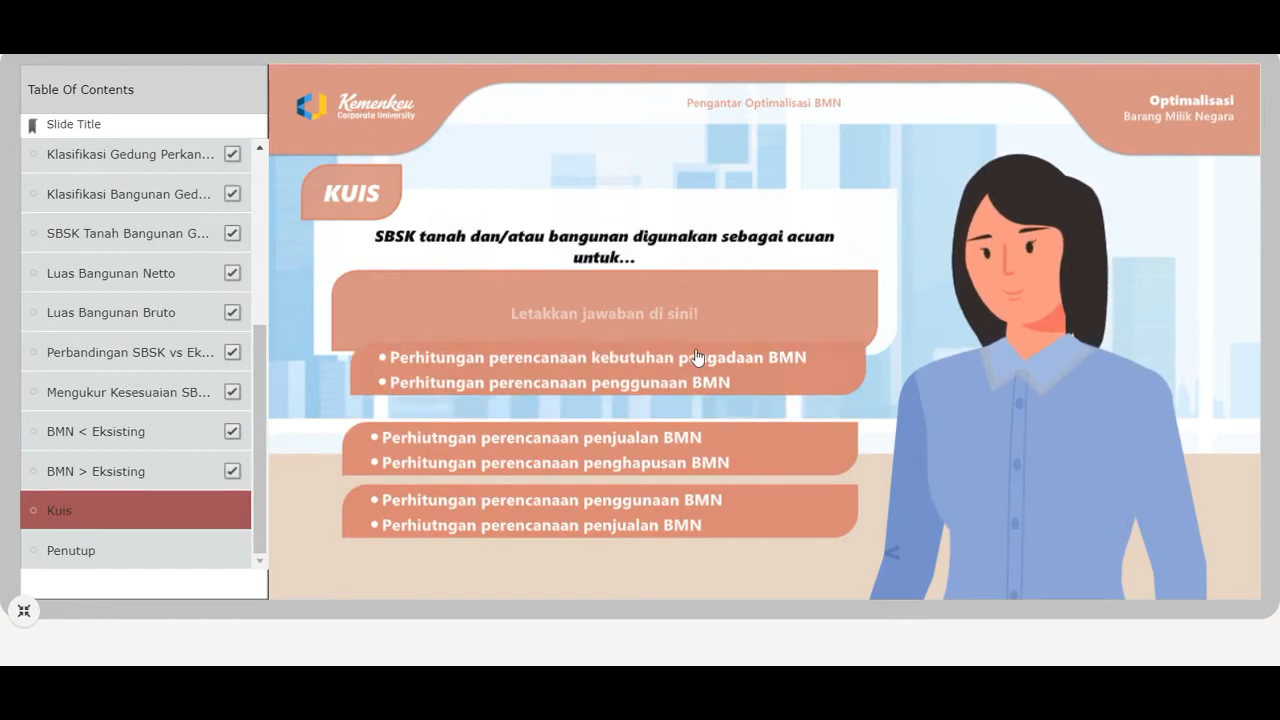 Table Of Contents
Slide Title
Klasifikasi Gedung Perkan...
Klasifikasi Bangunan Ged...
SBSK Tanah Bangunan G...
Luas Bangunan Netto
Luas Bangunan Bruto
Perbandingan SBSK vs Ek...
Mengukur Kesesuaian SB...
BMN < Eksisting
BMN > Eksisting
Kuis
Penutup
Kemenkeu
Corporate University
Pengantar Optimalisasi BMN
Optimalisasi
Barang Milik Negara
KUIS
SBSK tanah dan/atau bangunan digunakan sebagai acuan
untuk...
Letakkan jawaban di sini!
• Perhitungan perencanaan kebutuhan pengadaan BMN
• Perhitungan perencanaan penggunaan BMN
• Perhiutngan perencanaan penjualan BMN
• Perhitungan perencanaan penghapusan BMN
• Perhitungan perencanaan penggunaan BMN
• Perhiutngan perencanaan penjualan BMN